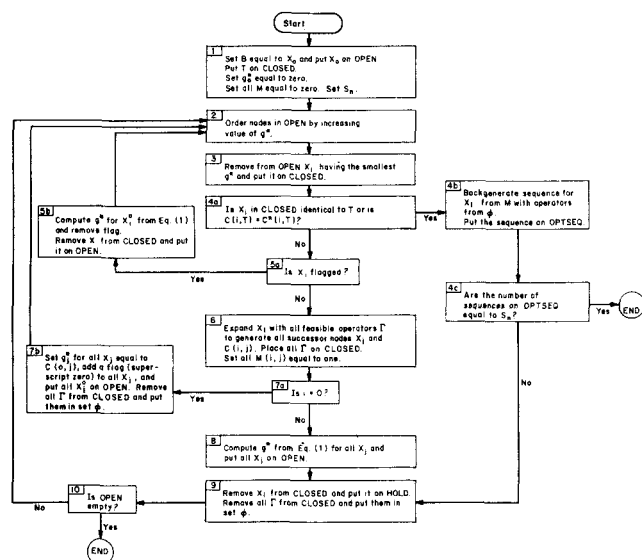 Start
1
Set B equal to X₀ and put X₀ on OPEN
Put T on CLOSED.
Set g₀* equal to zero.
Set all M equal to zero. Set Sₙ.
2
Order nodes in OPEN by increasing
value of g*.
3
Remove from OPEN Xᵢ having the smallest
g* and put it on CLOSED.
4a
Is Xᵢ in CLOSED identical to T or is
C(i,T) = C*(i,T)?
Yes
No
4b
Backgenerate sequence for
Xᵢ from M with operators
from φ.
Put the sequence on OPTSEQ
4c
Are the number of
sequences on OPTSEQ
equal to Sₙ?
Yes
END
No
5b
Compute g* for Xᵢ⁰ from Eq. (1)
and remove flag.
Remove X from CLOSED and put
it on OPEN.
5a
Is Xᵢ flagged?
Yes
No
6
Expand Xᵢ with all feasible operators Γ
to generate all successor nodes Xⱼ and
C(i,j). Place all Γ on CLOSED.
Set all M(i,j) equal to one.
7b
Set gⱼ* for all Xⱼ equal to
C(o,j), add a flag (super-
script zero) to all Xⱼ, and
put all Xⱼ⁰ on OPEN. Remove
all Γ from CLOSED and put
them in set φ.
7a
Is i = 0?
Yes
No
8
Compute g* from Eq. (1) for all Xⱼ and
put all Xⱼ on OPEN.
9
Remove Xᵢ from CLOSED and put it on HOLD.
Remove all Γ from CLOSED and put them in
set φ.
10
Is OPEN
empty?
No
Yes
END